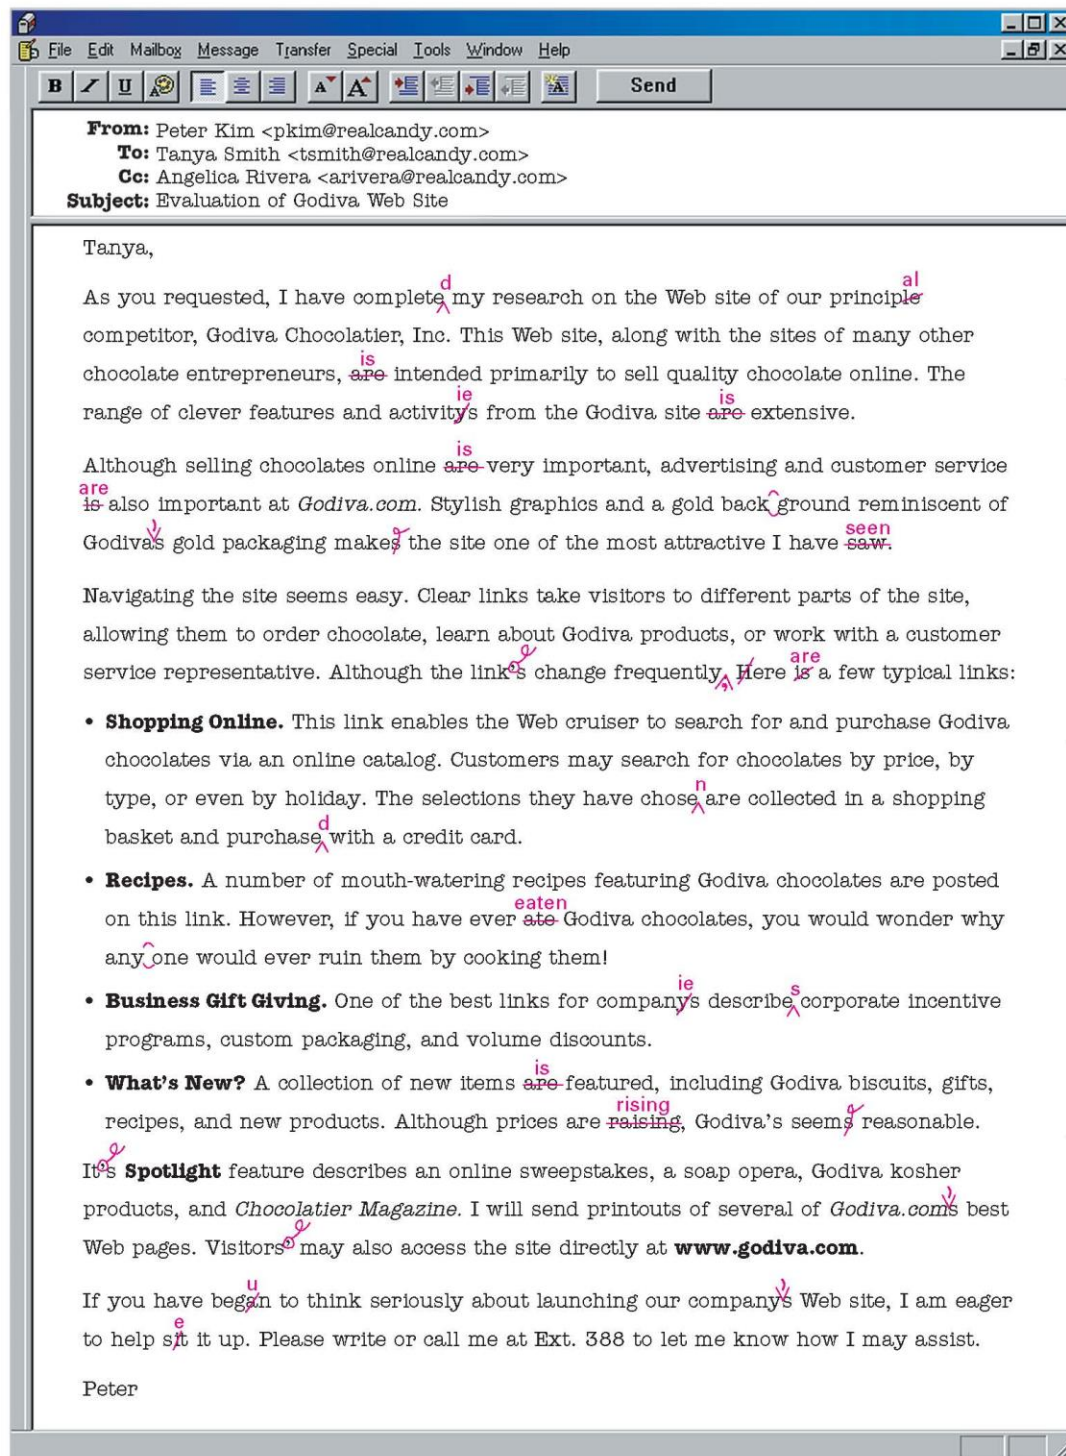 File Edit Mailbox Message Transfer Special Tools Window Help
B I U A A A A Send
From: Peter Kim <pkim@realcandy.com>
To: Tanya Smith <tsmith@realcandy.com>
Cc: Angelica Rivera <arivera@realcandy.com>
Subject: Evaluation of Godiva Web Site
Tanya,
d al
As you requested, I have complete my research on the Web site of our principle
competitor, Godiva Chocolatier, Inc. This Web site, along with the sites of many other
is
chocolate entrepreneurs, are intended primarily to sell quality chocolate online. The
ie is
range of clever features and activitys from the Godiva site are extensive.
is
Although selling chocolates online are very important, advertising and customer service
are
is also important at Godiva.com. Stylish graphics and a gold back ground reminiscent of
seen
Godiva's gold packaging makes the site one of the most attractive I have saw.
Navigating the site seems easy. Clear links take visitors to different parts of the site,
allowing them to order chocolate, learn about Godiva products, or work with a customer
are
service representative. Although the link's change frequently, Here is a few typical links:
• Shopping Online. This link enables the Web cruiser to search for and purchase Godiva
chocolates via an online catalog. Customers may search for chocolates by price, by
n
type, or even by holiday. The selections they have chose are collected in a shopping
d
basket and purchase with a credit card.
• Recipes. A number of mouth-watering recipes featuring Godiva chocolates are posted
eaten
on this link. However, if you have ever ate Godiva chocolates, you would wonder why
any one would ever ruin them by cooking them!
ie s
• Business Gift Giving. One of the best links for companys describe corporate incentive
programs, custom packaging, and volume discounts.
is
• What's New? A collection of new items are featured, including Godiva biscuits, gifts,
rising
recipes, and new products. Although prices are raising, Godiva's seems reasonable.
It's Spotlight feature describes an online sweepstakes, a soap opera, Godiva kosher
products, and Chocolatier Magazine. I will send printouts of several of Godiva.com's best
Web pages. Visitors' may also access the site directly at www.godiva.com.
u
If you have began to think seriously about launching our company's Web site, I am eager
e
to help sit it up. Please write or call me at Ext. 388 to let me know how I may assist.
Peter